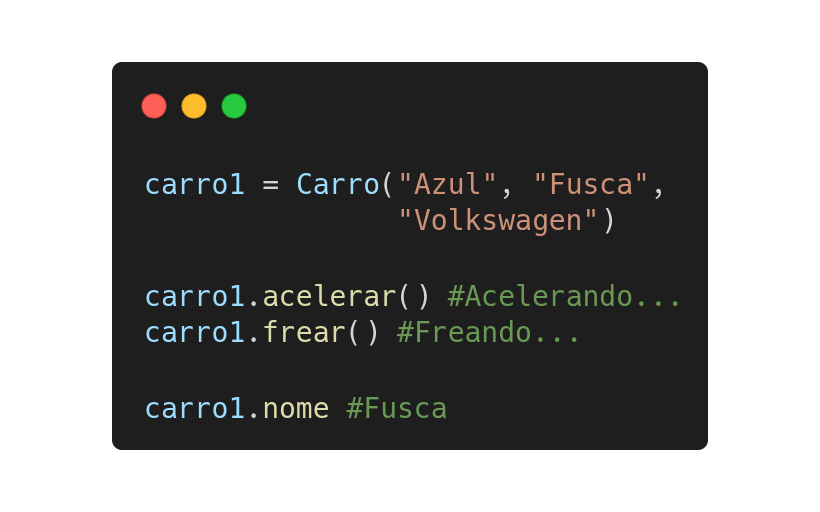 carro1 = Carro("Azul", "Fusca",
"Volkswagen")
carro1.acelerar() #Acelerando...
carro1.frear() #Freando...
carro1.nome #Fusca